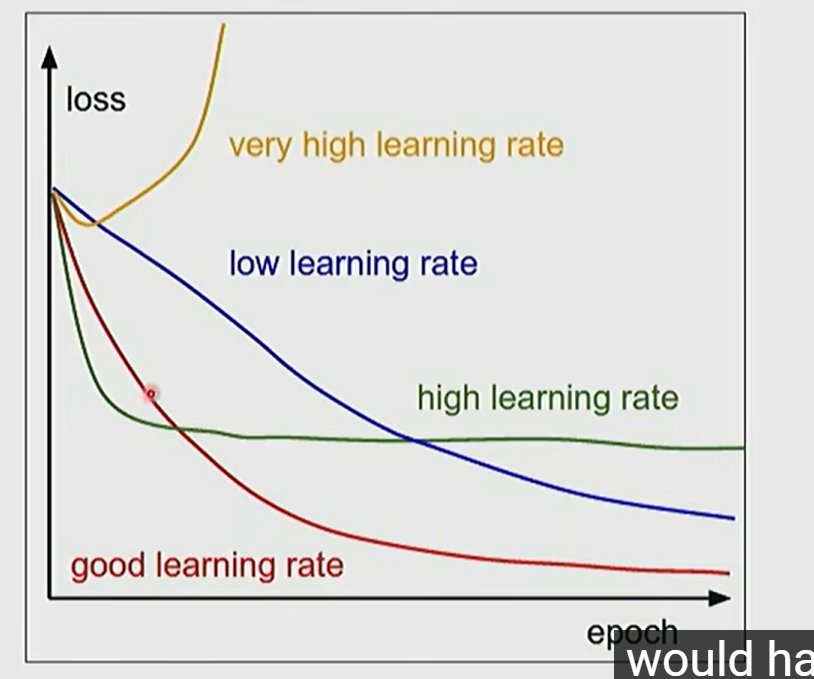 loss
very high learning rate
low learning rate
high learning rate
good learning rate
epoch
would ha